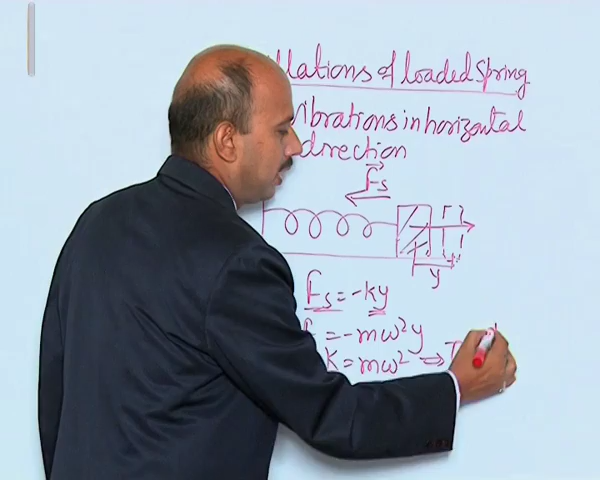 llations of loaded Spring
Vibrations in horizontal
direction
Fs
y
Fs = -ky
F = -mω²y
K = mω² ⇒ T